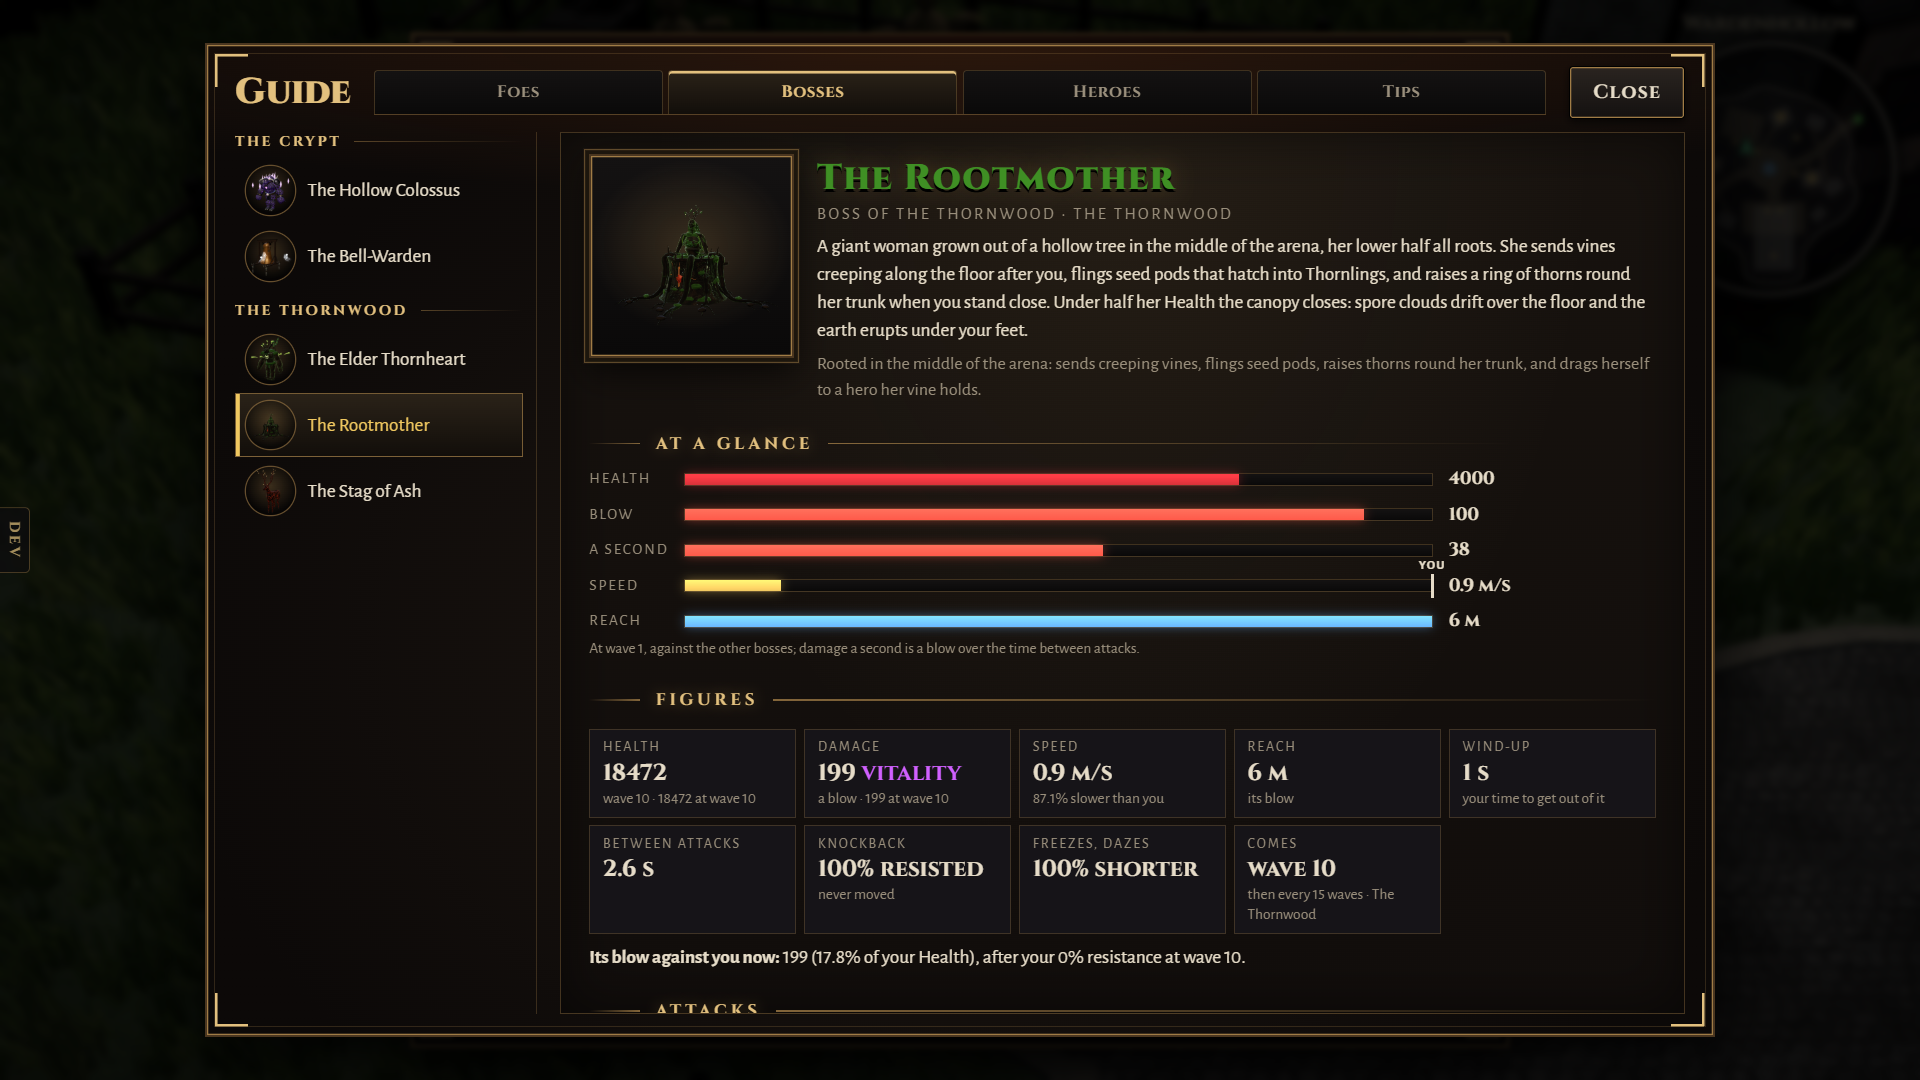 GUIDE
FOES
BOSSES
HEROES
TIPS
CLOSE
THE CRYPT
The Hollow Colossus
The Bell-Warden
THE THORNWOOD
The Elder Thornheart
The Rootmother
The Stag of Ash
DEV
THE ROOTMOTHER
BOSS OF THE THORNWOOD · THE THORNWOOD
A giant woman grown out of a hollow tree in the middle of the arena, her lower half all roots. She sends vines
creeping along the floor after you, flings seed pods that hatch into Thornlings, and raises a ring of thorns round
her trunk when you stand close. Under half her Health the canopy closes: spore clouds drift over the floor and the
earth erupts under your feet.
Rooted in the middle of the arena: sends creeping vines, flings seed pods, raises thorns round her trunk, and drags herself
to a hero her vine holds.
AT A GLANCE
HEALTH 4000
BLOW 100
A SECOND 38
YOU
SPEED 0.9 M/S
REACH 6 M
At wave 1, against the other bosses; damage a second is a blow over the time between attacks.
FIGURES
HEALTH
18472
wave 10 · 18472 at wave 10
DAMAGE
199 VITALITY
a blow · 199 at wave 10
SPEED
0.9 M/S
87.1% slower than you
REACH
6 M
its blow
WIND-UP
1 S
your time to get out of it
BETWEEN ATTACKS
2.6 S
KNOCKBACK
100% RESISTED
never moved
FREEZES, DAZES
100% SHORTER
COMES
WAVE 10
then every 15 waves · The
Thornwood
Its blow against you now: 199 (17.8% of your Health), after your 0% resistance at wave 10.
ATTACKS